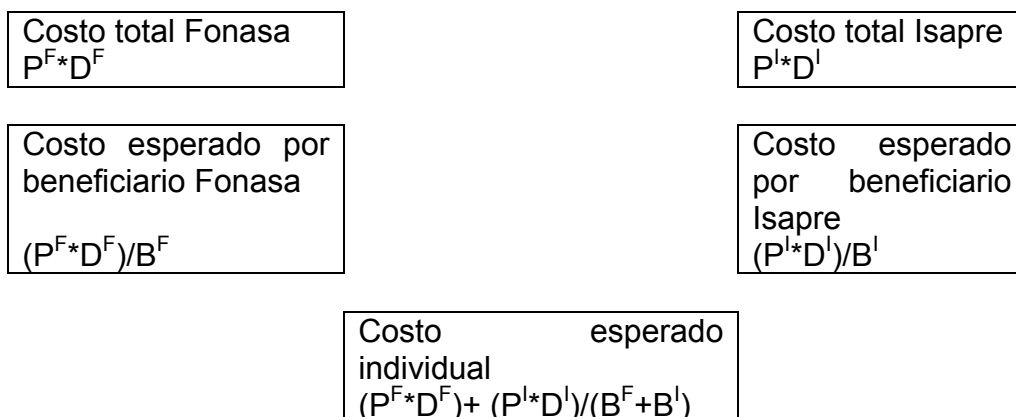 Costo total Fonasa
P^F*D^F
Costo total Isapre
P^I*D^I
Costo esperado por
beneficiario Fonasa
(P^F*D^F)/B^F
Costo esperado
por beneficiario
Isapre
(P^I*D^I)/B^I
Costo esperado
individual
(P^F*D^F)+ (P^I*D^I)/(B^F+B^I)